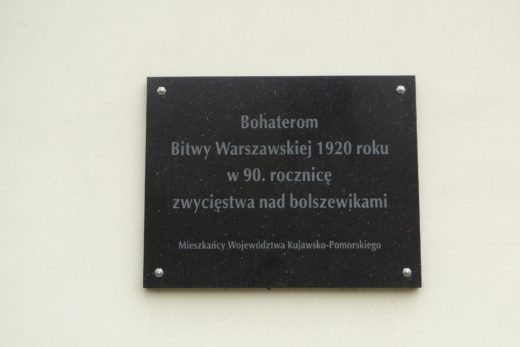 Bohaterom
Bitwy Warszawskiej 1920 roku
w 90. rocznicę
zwycięstwa nad bolszewikami
Mieszkańcy Województwa Kujawsko-Pomorskiego